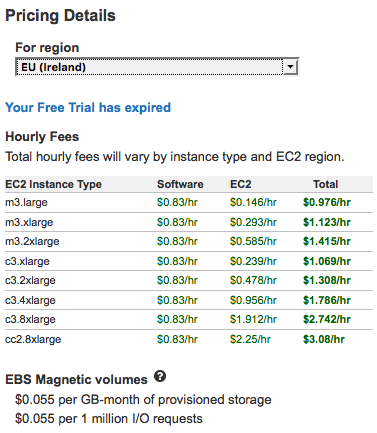 Pricing Details
For region
EU (Ireland)
Your Free Trial has expired
Hourly Fees
Total hourly fees will vary by instance type and EC2 region.
EC2 Instance Type Software EC2 Total
m3.large $0.83/hr $0.146/hr $0.976/hr
m3.xlarge $0.83/hr $0.293/hr $1.123/hr
m3.2xlarge $0.83/hr $0.585/hr $1.415/hr
c3.xlarge $0.83/hr $0.239/hr $1.069/hr
c3.2xlarge $0.83/hr $0.478/hr $1.308/hr
c3.4xlarge $0.83/hr $0.956/hr $1.786/hr
c3.8xlarge $0.83/hr $1.912/hr $2.742/hr
cc2.8xlarge $0.83/hr $2.25/hr $3.08/hr
EBS Magnetic volumes ?
$0.055 per GB-month of provisioned storage
$0.055 per 1 million I/O requests